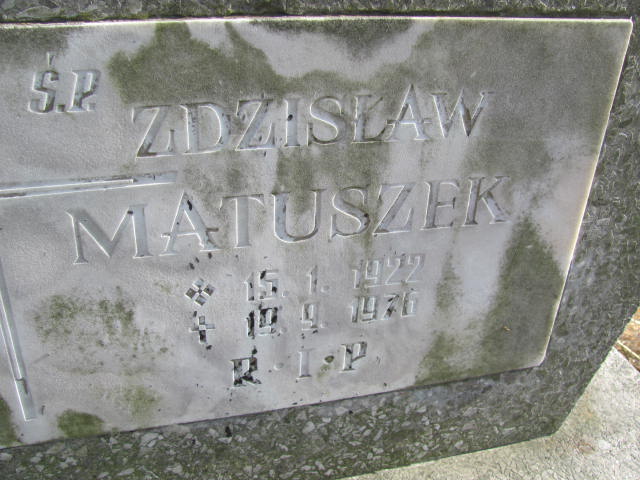 Ś.P. ZDZISŁAW
MATUSZEK
15. 1. 1922
19. 9. 1976
R·I·P